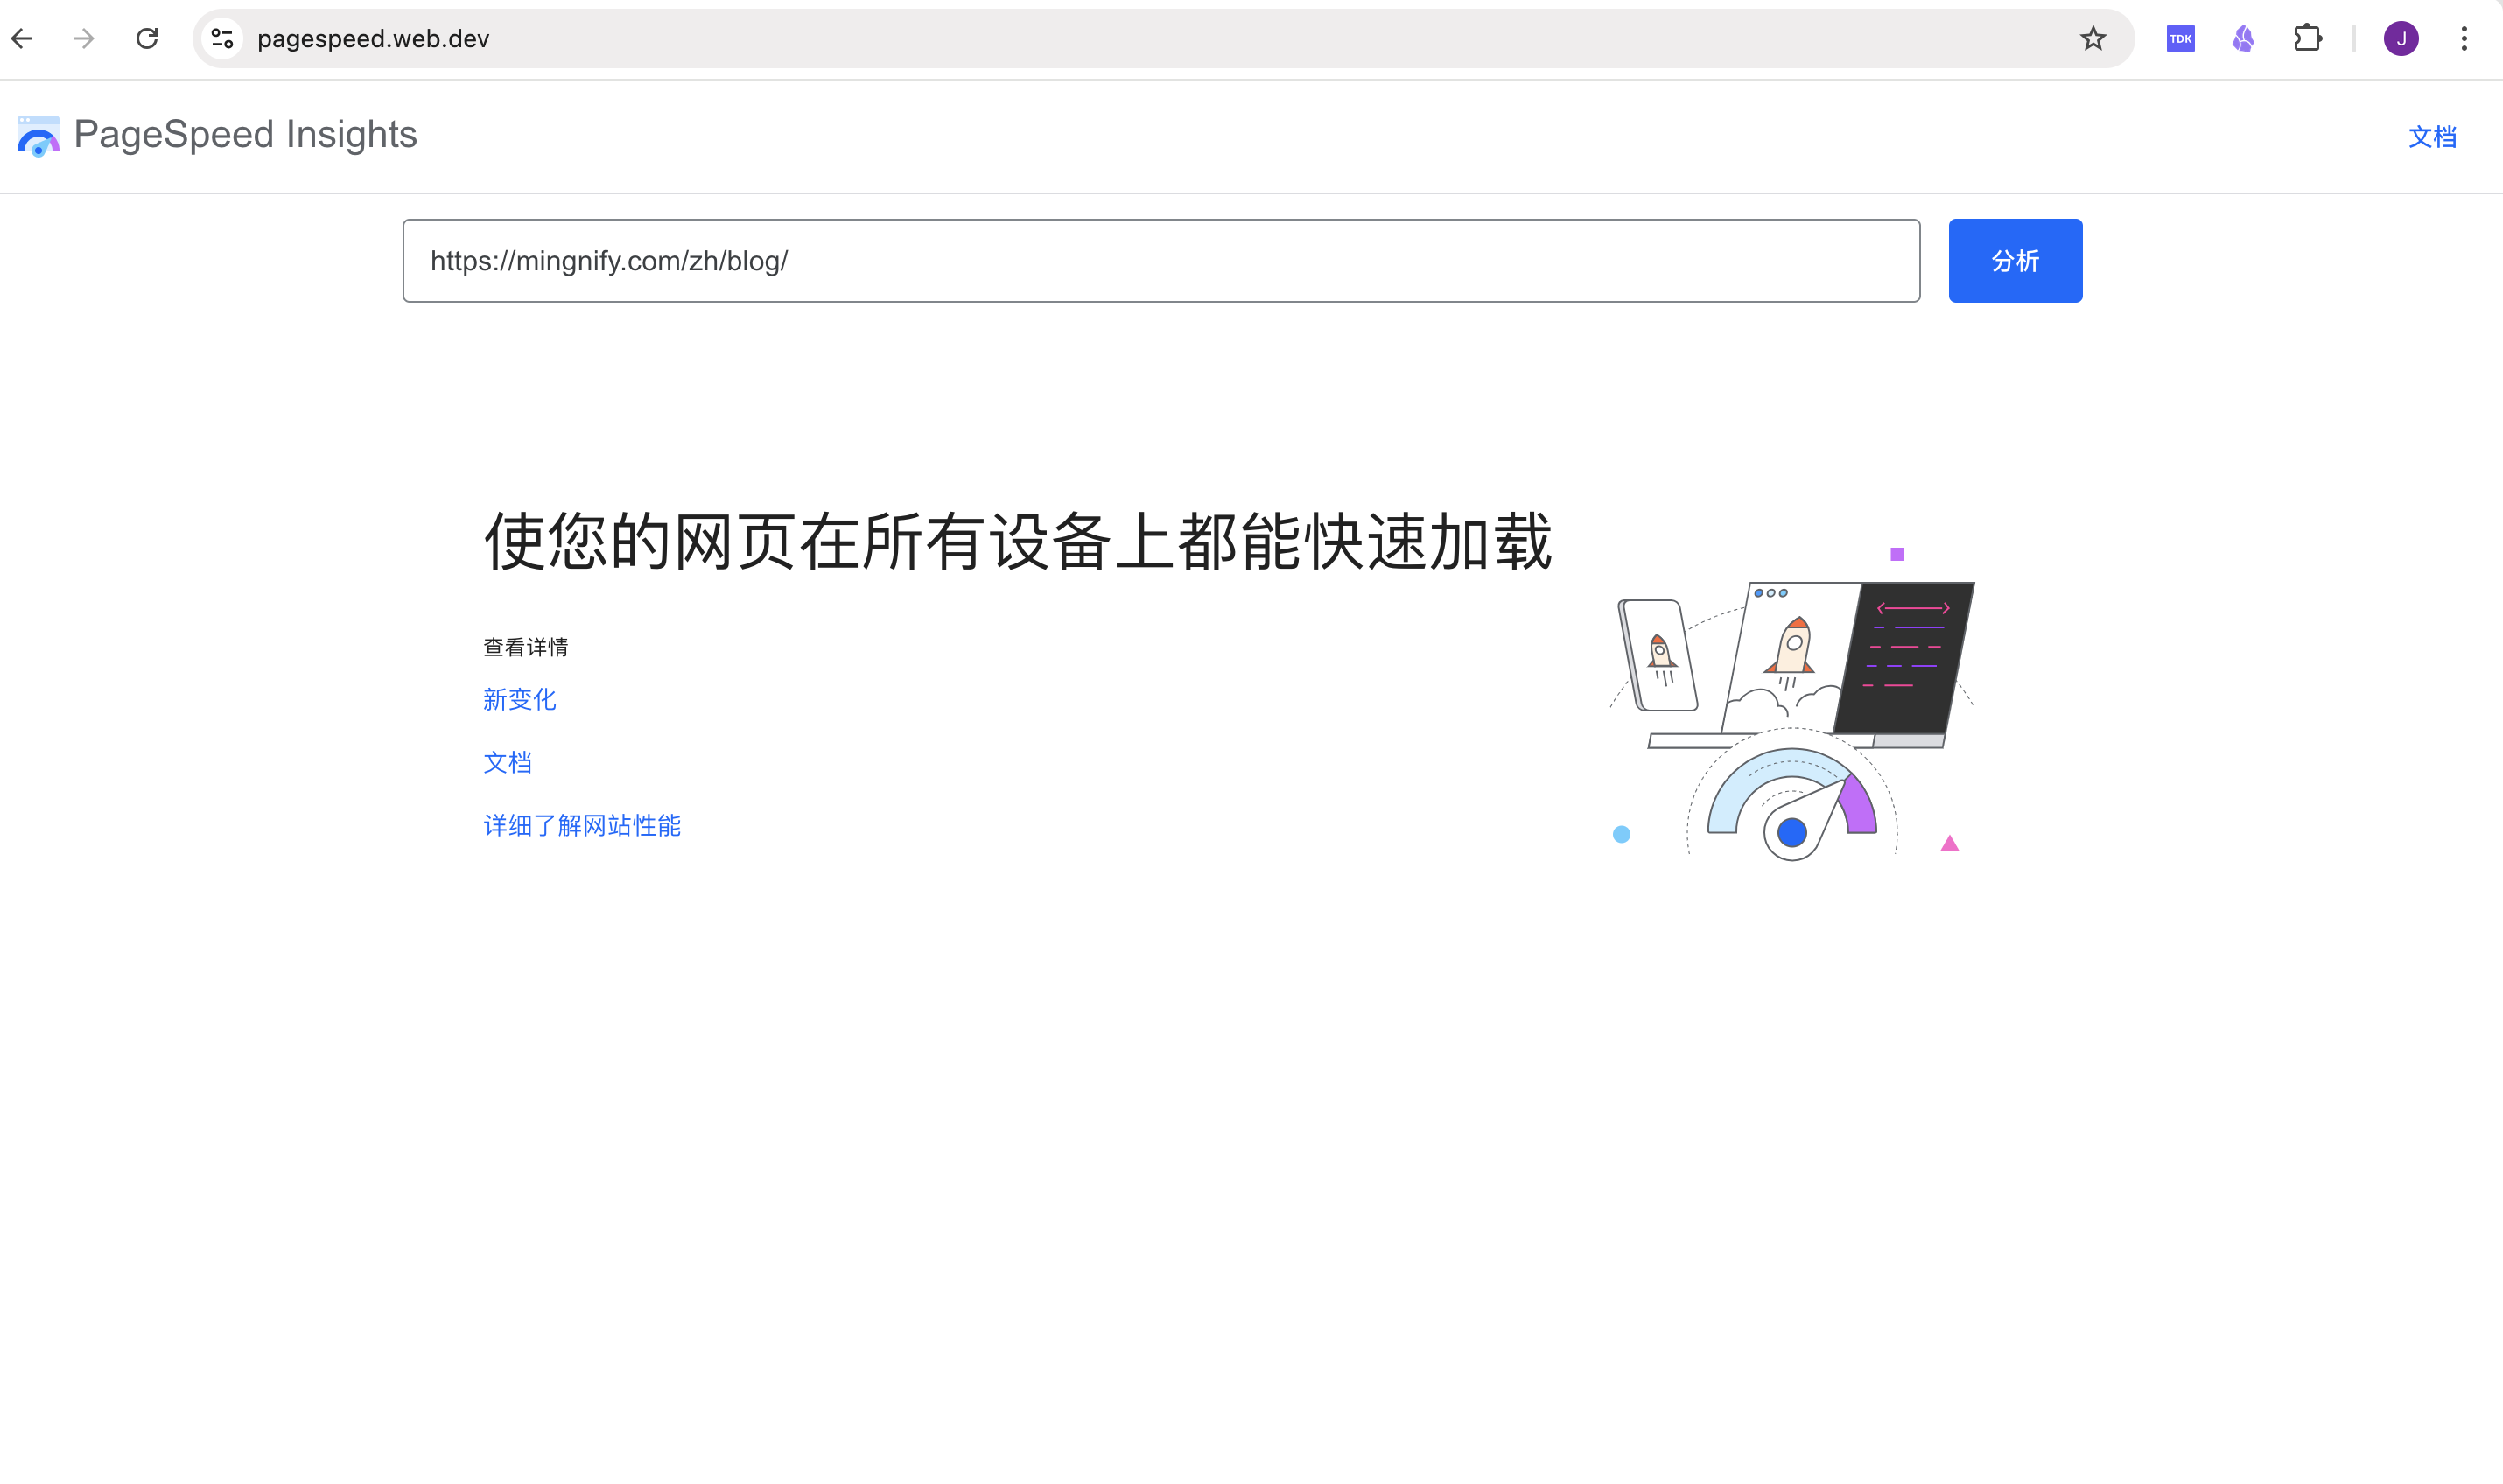 pagespeed.web.dev
TDK
J
PageSpeed Insights
文档
https://mingnify.com/zh/blog/
分析
使您的网页在所有设备上都能快速加载
查看详情
新变化
文档
详细了解网站性能